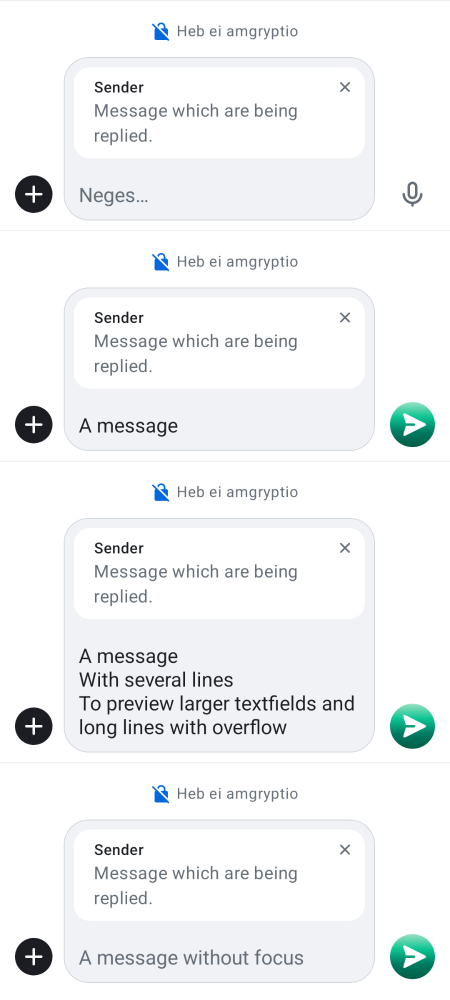 Heb ei amgryptio
Sender
Message which are being
replied.
Neges…
Heb ei amgryptio
Sender
Message which are being
replied.
A message
Heb ei amgryptio
Sender
Message which are being
replied.
A message
With several lines
To preview larger textfields and
long lines with overflow
Heb ei amgryptio
Sender
Message which are being
replied.
A message without focus